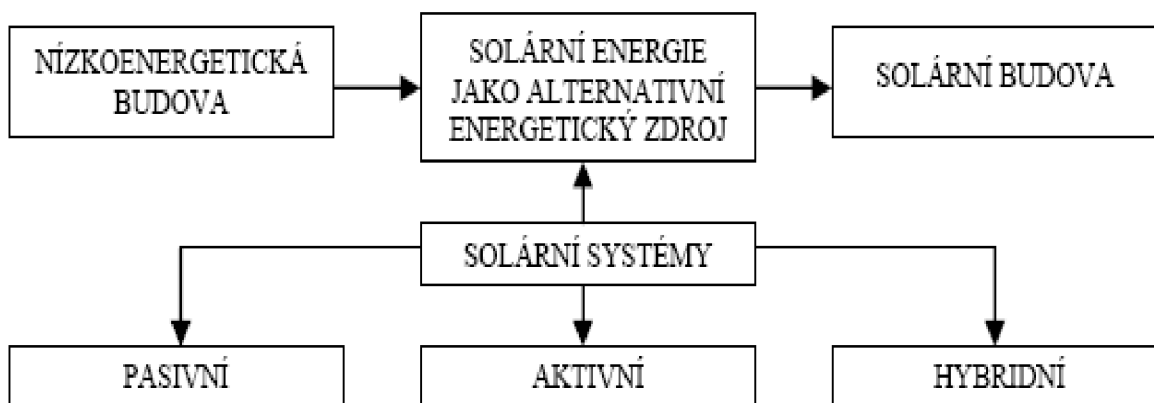 NÍZKOENERGETICKÁ
BUDOVA
SOLÁRNÍ ENERGIE
JAKO ALTERNATIVNÍ
ENERGETICKÝ ZDROJ
SOLÁRNÍ BUDOVA
SOLÁRNÍ SYSTÉMY
PASIVNÍ
AKTIVNÍ
HYBRIDNÍ